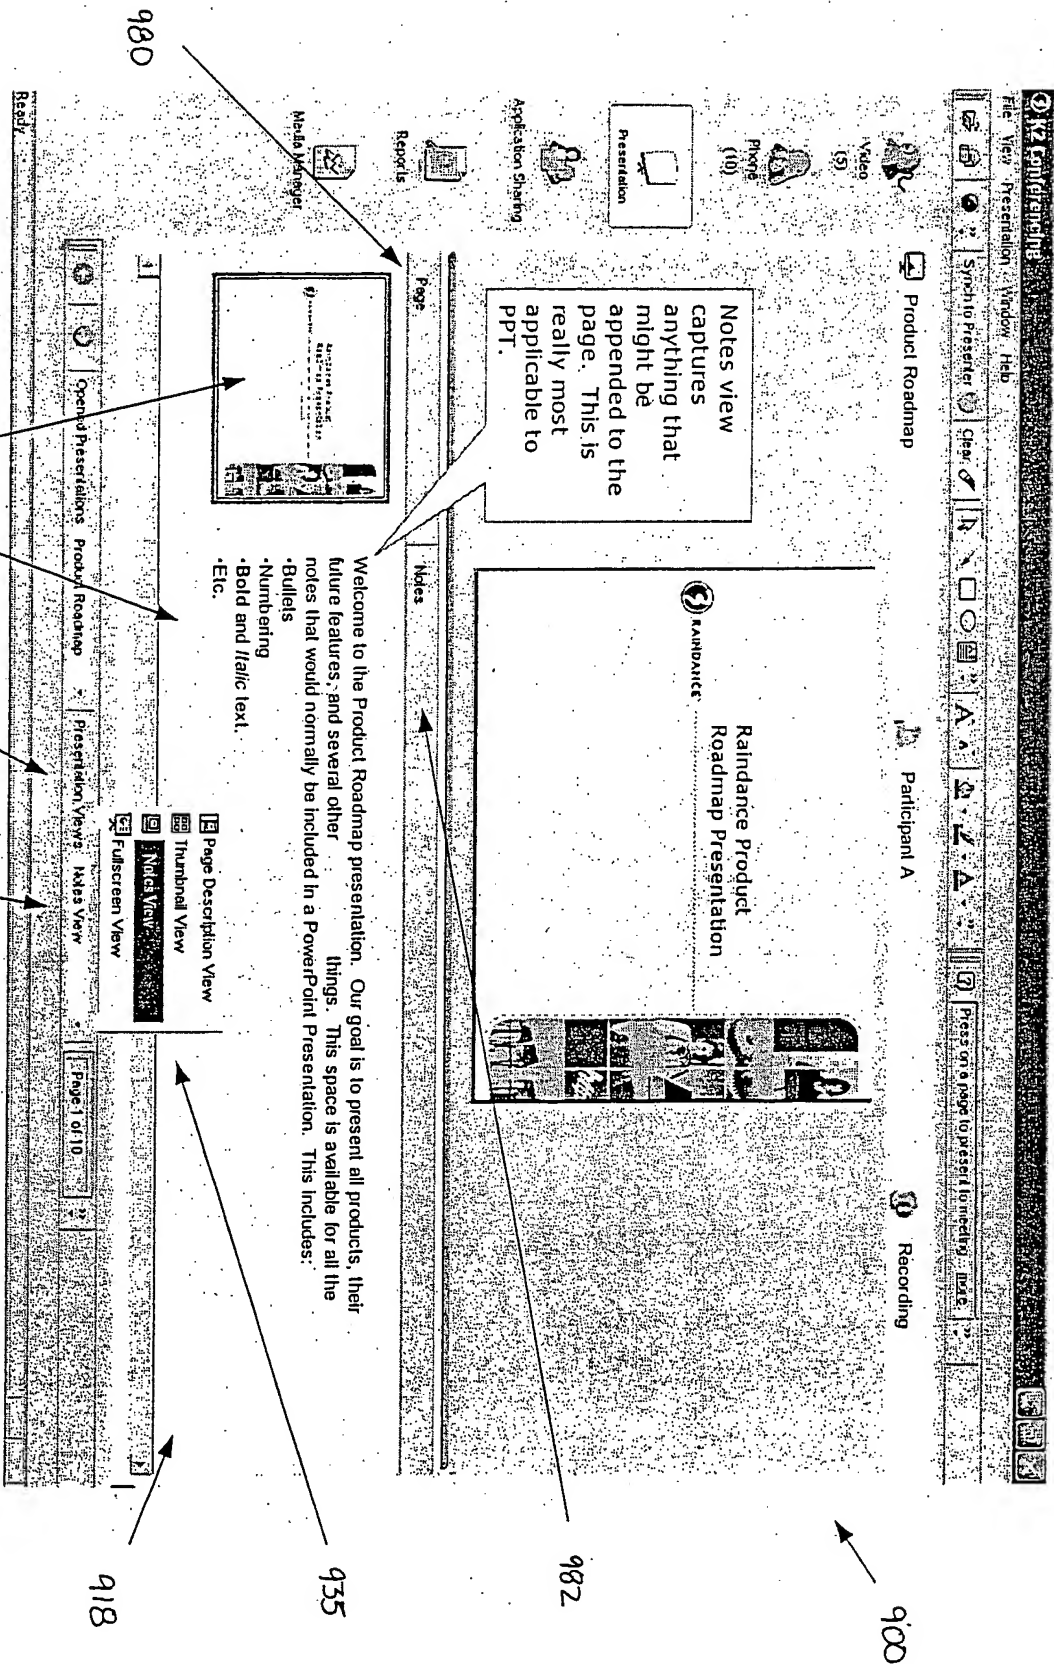 K2 Underpeche
File View Presentation Window Help
Synch to Presenter Clear Press on a page to present to meeting more
Product Roadmap Participant A Recording
Video
(5)
Phone
(10)
Presentation
Application Sharing
Reports
Media Manager
RAINDANCE
Raindance Product
Roadmap Presentation
Notes view
captures
anything that
might be
appended to the
page. This is
really most
applicable to
PPT.
Page Notes
Welcome to the Product Roadmap presentation. Our goal is to present all products, their
future features, and several other things. This space is available for all the
notes that would normally be included in a PowerPoint Presentation. This includes:
•Bullets
•Numbering
•Bold and Italic text.
•Etc.
Page Description View
Thumbnail View
Notes View
Fullscreen View
Opened Presentations Product Roadmap Presentation Views Notes View Page 1 of 10
Ready
900
982
935
918
980